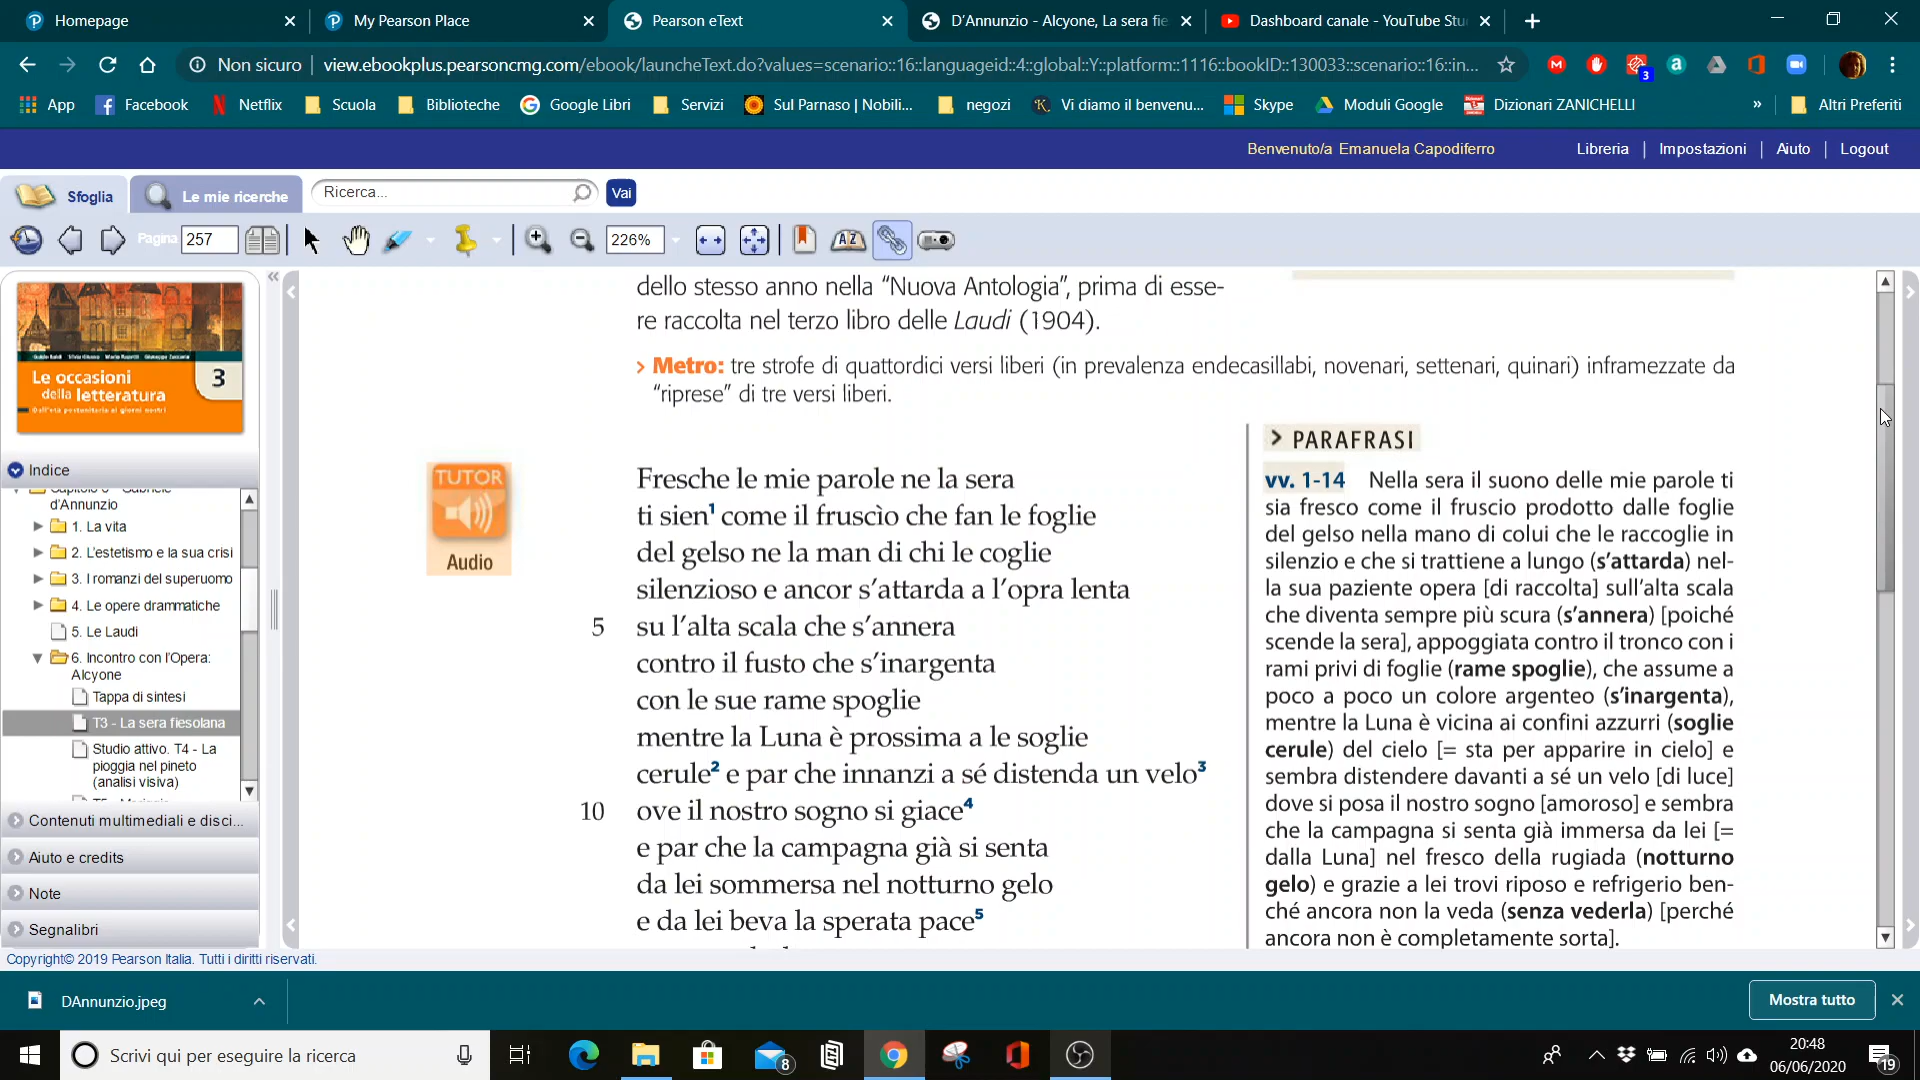 Homepage
My Pearson Place
Pearson eText
D'Annunzio - Alcyone, La sera fie
Dashboard canale - YouTube Stu
Non sicuro
view.ebookplus.pearsoncmg.com/ebook/launcheText.do?values=scenario::16::languageid::4::global::Y::platform::1116::bookID::130033::scenario::16::in...
3
App
Facebook
Netflix
Scuola
Biblioteche
Google Libri
Servizi
Sul Parnaso | Nobili...
negozi
Vi diamo il benvenu...
Skype
Moduli Google
Dizionari ZANICHELLI
»
Altri Preferiti
Benvenuto/a Emanuela Capodiferro
Libreria
Impostazioni
Aiuto
Logout
Sfoglia
Le mie ricerche
Ricerca...
Vai
Pagina
257
226%
AZ
Le occasioni
della letteratura
3
Dall'età postunitaria ai giorni nostri
Indice
d'Annunzio
1. La vita
2. L'estetismo e la sua crisi
3. I romanzi del superuomo
4. Le opere drammatiche
5. Le Laudi
6. Incontro con l'Opera:
Alcyone
Tappa di sintesi
T3 - La sera fiesolana
Studio attivo. T4 - La
pioggia nel pineto
(analisi visiva)
Contenuti multimediali e disci...
Aiuto e credits
Note
Segnalibri
dello stesso anno nella “Nuova Antologia”, prima di esse-
re raccolta nel terzo libro delle Laudi (1904).
› Metro: tre strofe di quattordici versi liberi (in prevalenza endecasillabi, novenari, settenari, quinari) inframezzate da
“riprese” di tre versi liberi.
TUTOR
Audio
Fresche le mie parole ne la sera
ti sien¹ come il fruscìo che fan le foglie
del gelso ne la man di chi le coglie
silenzioso e ancor s’attarda a l’opra lenta
5 su l’alta scala che s’annera
contro il fusto che s’inargenta
con le sue rame spoglie
mentre la Luna è prossima a le soglie
cerule² e par che innanzi a sé distenda un velo³
10 ove il nostro sogno si giace⁴
e par che la campagna già si senta
da lei sommersa nel notturno gelo
e da lei beva la sperata pace⁵
> PARAFRASI
vv. 1-14 Nella sera il suono delle mie parole ti
sia fresco come il fruscio prodotto dalle foglie
del gelso nella mano di colui che le raccoglie in
silenzio e che si trattiene a lungo (s’attarda) nel-
la sua paziente opera [di raccolta] sull’alta scala
che diventa sempre più scura (s’annera) [poiché
scende la sera], appoggiata contro il tronco con i
rami privi di foglie (rame spoglie), che assume a
poco a poco un colore argenteo (s’inargenta),
mentre la Luna è vicina ai confini azzurri (soglie
cerule) del cielo [= sta per apparire in cielo] e
sembra distendere davanti a sé un velo [di luce]
dove si posa il nostro sogno [amoroso] e sembra
che la campagna si senta già immersa da lei [=
dalla Luna] nel fresco della rugiada (notturno
gelo) e grazie a lei trovi riposo e refrigerio ben-
ché ancora non la veda (senza vederla) [perché
ancora non è completamente sorta].
Copyright© 2019 Pearson Italia. Tutti i diritti riservati.
DAnnunzio.jpeg
Mostra tutto
Scrivi qui per eseguire la ricerca
8
20:48
06/06/2020
19